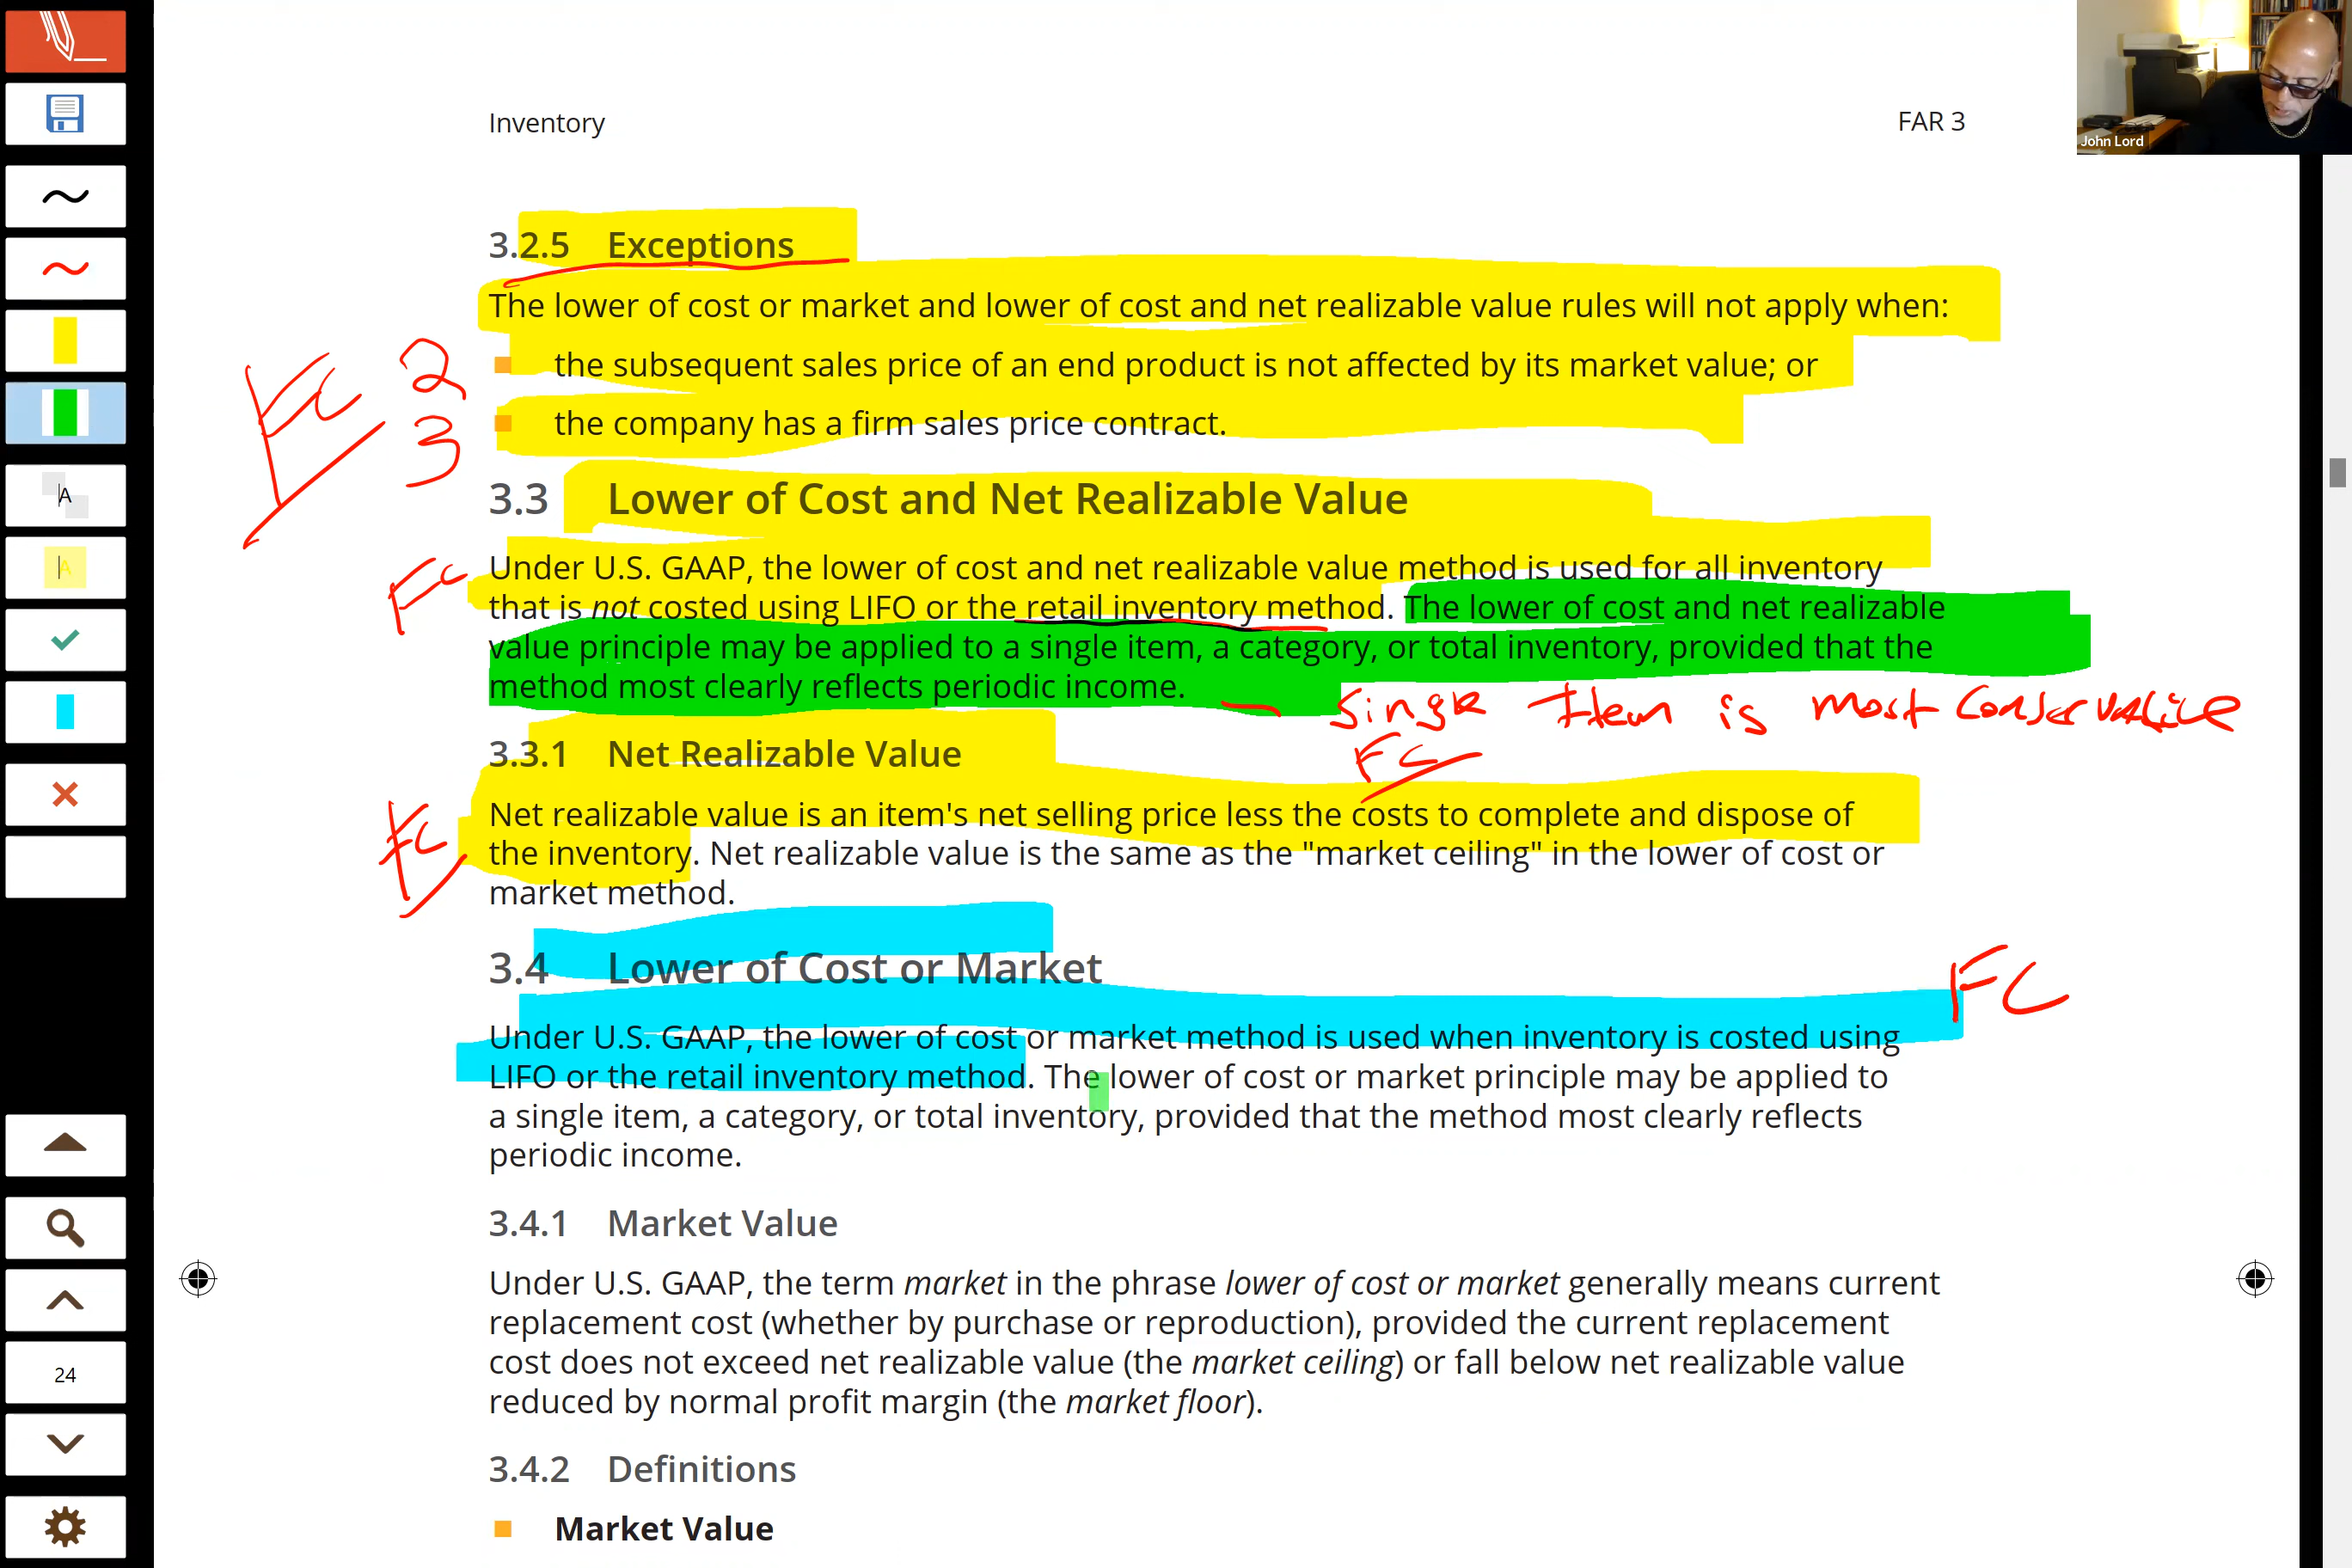 Inventory
FAR 3
John Lord
3.2.5 Exceptions
The lower of cost or market and lower of cost and net realizable value rules will not apply when:
the subsequent sales price of an end product is not affected by its market value; or
the company has a firm sales price contract.
FC 2
3
3.3 Lower of Cost and Net Realizable Value
Under U.S. GAAP, the lower of cost and net realizable value method is used for all inventory
FC
that is not costed using LIFO or the retail inventory method. The lower of cost and net realizable
value principle may be applied to a single item, a category, or total inventory, provided that the
method most clearly reflects periodic income.
Single Item is most conservative
FC
3.3.1 Net Realizable Value
Net realizable value is an item's net selling price less the costs to complete and dispose of
FC
the inventory. Net realizable value is the same as the "market ceiling" in the lower of cost or
market method.
3.4 Lower of Cost or Market
FC
Under U.S. GAAP, the lower of cost or market method is used when inventory is costed using
LIFO or the retail inventory method. The lower of cost or market principle may be applied to
a single item, a category, or total inventory, provided that the method most clearly reflects
periodic income.
3.4.1 Market Value
Under U.S. GAAP, the term market in the phrase lower of cost or market generally means current
replacement cost (whether by purchase or reproduction), provided the current replacement
cost does not exceed net realizable value (the market ceiling) or fall below net realizable value
reduced by normal profit margin (the market floor).
3.4.2 Definitions
Market Value
A
A
24